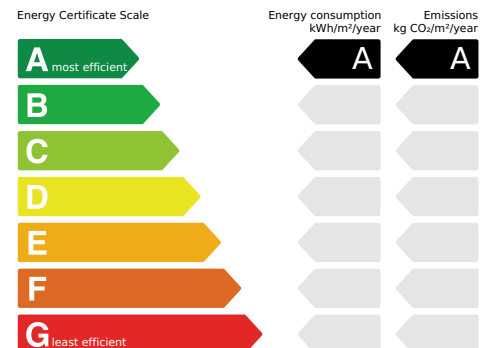 Energy Certificate Scale
Energy consumption
kWh/m²/year
Emissions
kg CO₂/m²/year
A most efficient
A
A
B
C
D
E
F
G least efficient